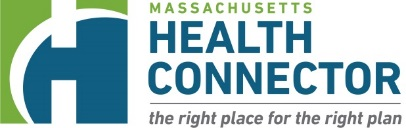 MASSACHUSETTS
HEALTH
CONNECTOR
the right place for the right plan